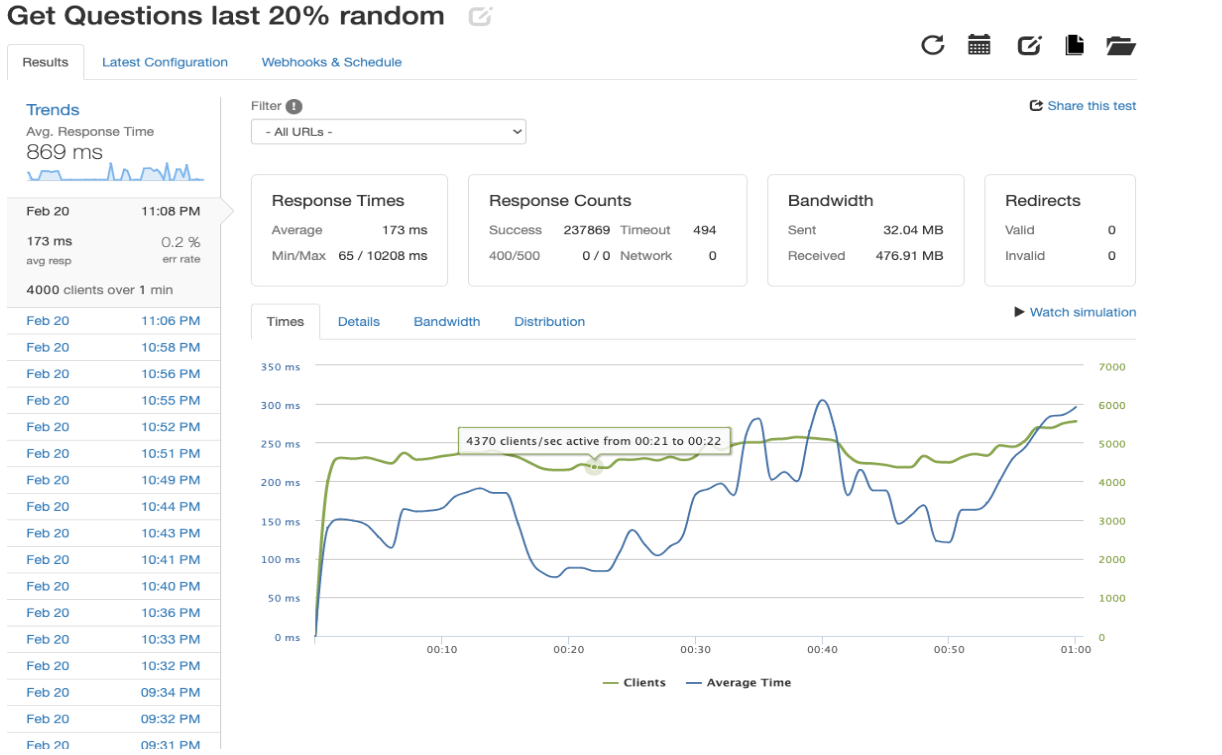 Get Questions last 20% random
Results Latest Configuration Webhooks & Schedule
Trends
Avg. Response Time
869 ms
Feb 20 11:08 PM
173 ms 0.2 %
avg resp err rate
4000 clients over 1 min
Feb 20 11:06 PM
Feb 20 10:58 PM
Feb 20 10:56 PM
Feb 20 10:55 PM
Feb 20 10:52 PM
Feb 20 10:51 PM
Feb 20 10:49 PM
Feb 20 10:44 PM
Feb 20 10:43 PM
Feb 20 10:41 PM
Feb 20 10:40 PM
Feb 20 10:36 PM
Feb 20 10:33 PM
Feb 20 10:32 PM
Feb 20 09:34 PM
Feb 20 09:32 PM
Feb 20 09:31 PM
Filter !
Share this test
- All URLs -
Response Times
Average 173 ms
Min/Max 65 / 10208 ms
Response Counts
Success 237869 Timeout 494
400/500 0 / 0 Network 0
Bandwidth
Sent 32.04 MB
Received 476.91 MB
Redirects
Valid 0
Invalid 0
Times Details Bandwidth Distribution
Watch simulation
350 ms 7000
300 ms 6000
250 ms 5000
200 ms 4000
150 ms 3000
100 ms 2000
50 ms 1000
0 ms 0
4370 clients/sec active from 00:21 to 00:22
00:10 00:20 00:30 00:40 00:50 01:00
Clients Average Time